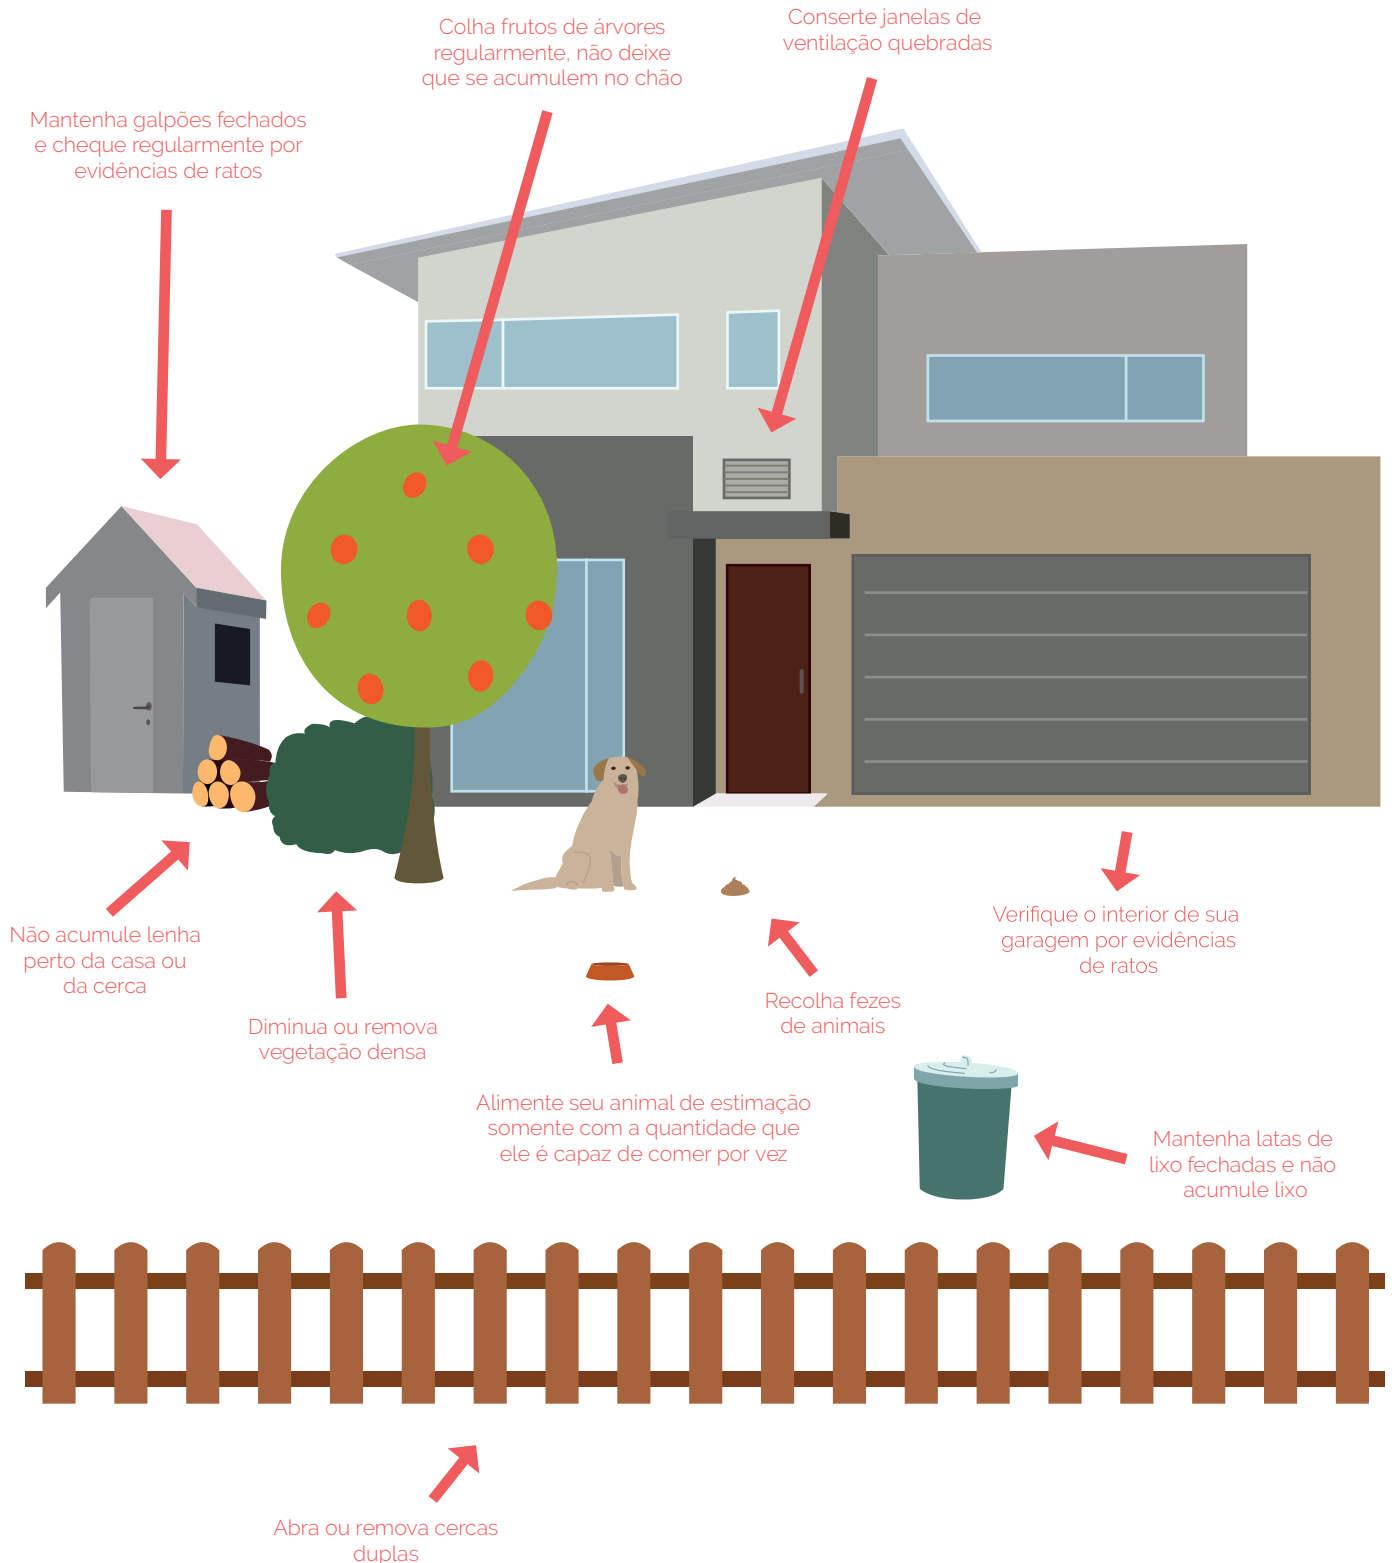 Colha frutos de árvores
regularmente, não deixe
que se acumulem no chão
Conserte janelas de
ventilação quebradas
Mantenha galpões fechados
e cheque regularmente por
evidências de ratos
Não acumule lenha
perto da casa ou
da cerca
Verifique o interior de sua
garagem por evidências
de ratos
Diminua ou remova
vegetação densa
Recolha fezes
de animais
Alimente seu animal de estimação
somente com a quantidade que
ele é capaz de comer por vez
Mantenha latas de
lixo fechadas e não
acumule lixo
Abra ou remova cercas
duplas